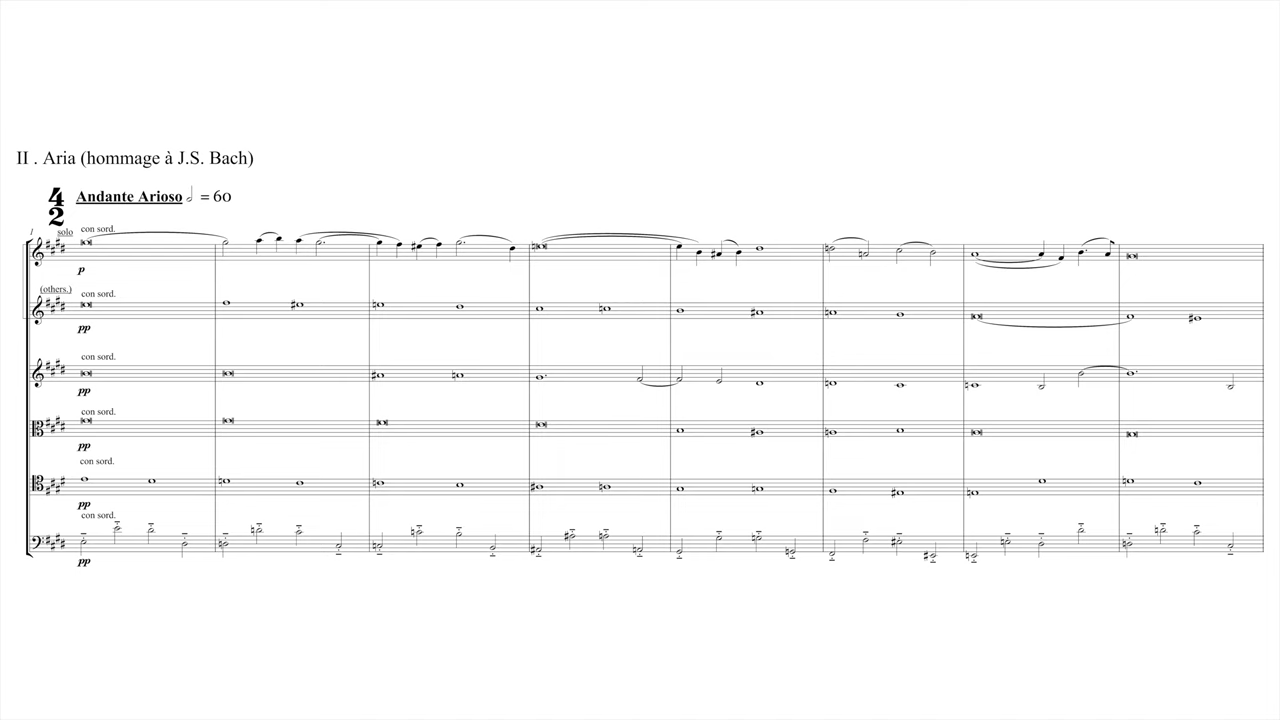 II . Aria (hommage à J.S. Bach)
4
2
Andante Arioso = 60
1
solo
con sord.
p
(others.)
con sord.
pp
con sord.
pp
con sord.
pp
con sord.
pp
con sord.
pp